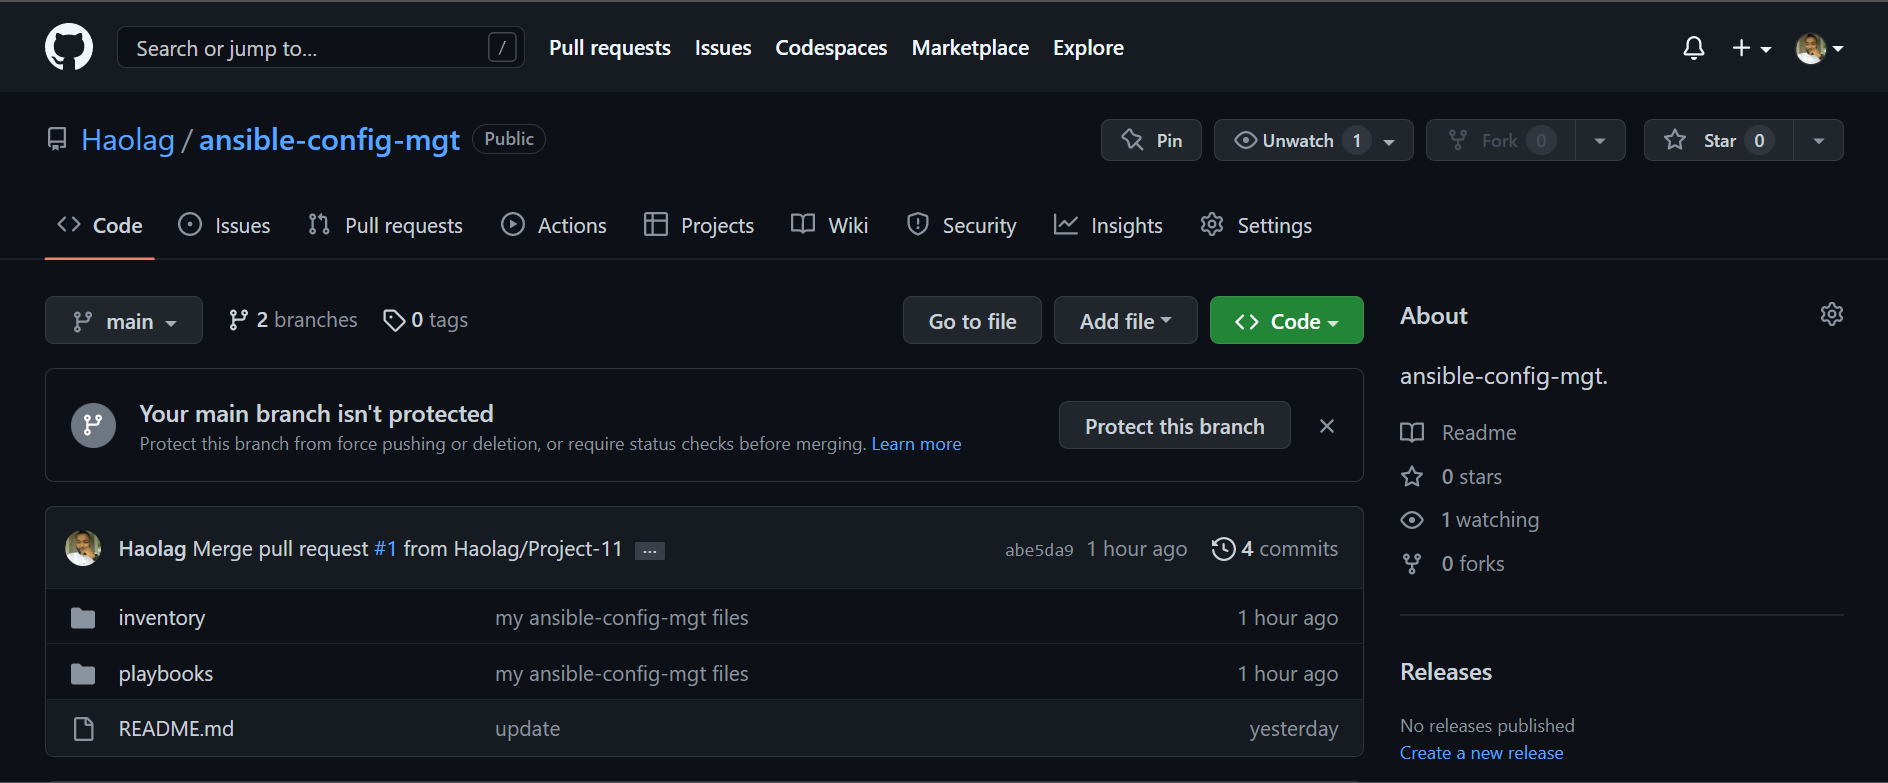 Search or jump to... /
Pull requests Issues Codespaces Marketplace Explore
Haolag / ansible-config-mgt Public
Pin Unwatch 1 Fork 0 Star 0
Code Issues Pull requests Actions Projects Wiki Security Insights Settings
main 2 branches 0 tags Go to file Add file Code
Your main branch isn't protected
Protect this branch from force pushing or deletion, or require status checks before merging. Learn more
Protect this branch
Haolag Merge pull request #1 from Haolag/Project-11 ... abe5da9 1 hour ago 4 commits
inventory my ansible-config-mgt files 1 hour ago
playbooks my ansible-config-mgt files 1 hour ago
README.md update yesterday
About
ansible-config-mgt.
Readme
0 stars
1 watching
0 forks
Releases
No releases published
Create a new release